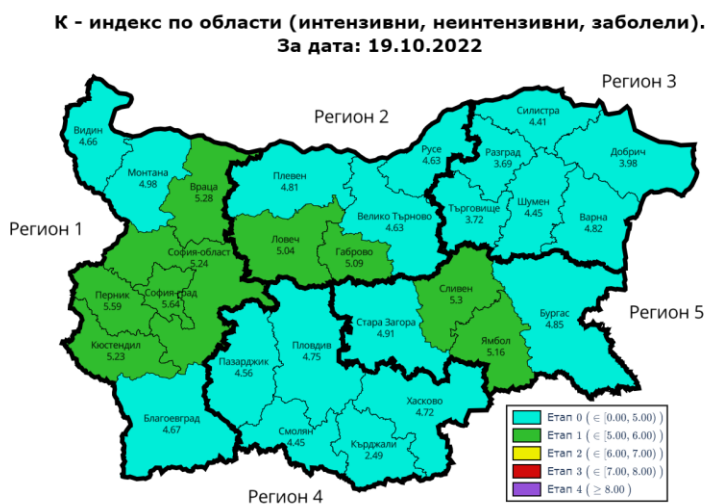 К - индекс по области (интензивни, неинтензивни, заболели).
За дата: 19.10.2022
Регион 3
Регион 2
Регион 1
Регион 5
Регион 4
Видин
4.66
Монтана
4.98
Враца
5.28
София-област
5.24
София-град
5.64
Перник
5.59
Кюстендил
5.23
Благоевград
4.67
Плевен
4.81
Ловеч
5.04
Габрово
5.09
Велико Търново
4.63
Русе
4.63
Силистра
4.41
Разград
3.69
Добрич
3.98
Търговище
3.72
Шумен
4.45
Варна
4.82
Пазарджик
4.56
Пловдив
4.75
Смолян
4.45
Кърджали
2.49
Хасково
4.72
Стара Загора
4.91
Сливен
5.3
Ямбол
5.16
Бургас
4.85
Етап 0 ( ∈ [0.00, 5.00) )
Етап 1 ( ∈ [5.00, 6.00) )
Етап 2 ( ∈ [6.00, 7.00) )
Етап 3 ( ∈ [7.00, 8.00) )
Етап 4 ( ≥ 8.00 )